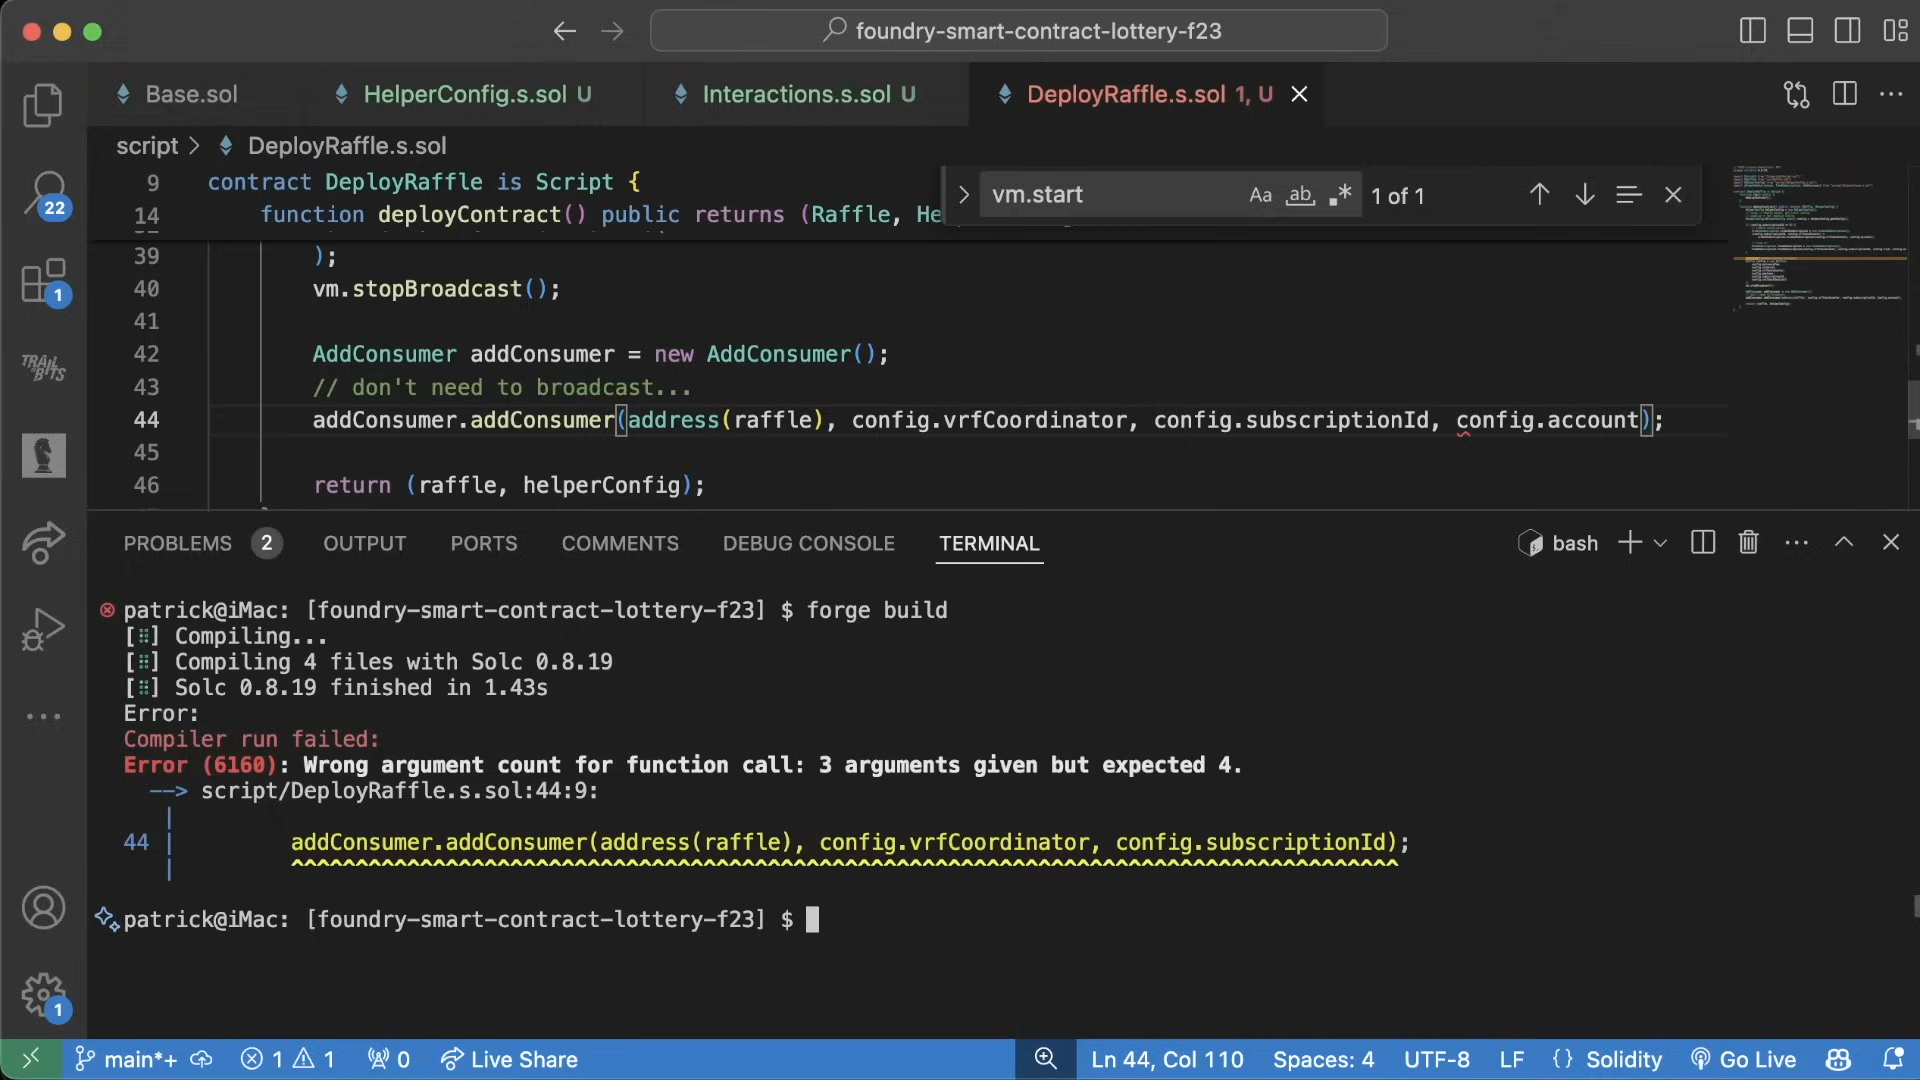 foundry-smart-contract-lottery-f23
Base.sol
HelperConfig.s.sol U
Interactions.s.sol U
DeployRaffle.s.sol 1, U
script > DeployRaffle.s.sol
9 contract DeployRaffle is Script {
14 function deployContract() public returns (Raffle, He
vm.start
Aa ab 1 of 1
39 );
40 vm.stopBroadcast();
41
42 AddConsumer addConsumer = new AddConsumer();
43 // don't need to broadcast...
44 addConsumer.addConsumer(address(raffle), config.vrfCoordinator, config.subscriptionId, config.account);
45
46 return (raffle, helperConfig);
22
1
TRAIL OF BITS
PROBLEMS 2 OUTPUT PORTS COMMENTS DEBUG CONSOLE TERMINAL
bash
patrick@iMac: [foundry-smart-contract-lottery-f23] $ forge build
[⠿] Compiling...
[⠿] Compiling 4 files with Solc 0.8.19
[⠿] Solc 0.8.19 finished in 1.43s
Error:
Compiler run failed:
Error (6160): Wrong argument count for function call: 3 arguments given but expected 4.
--> script/DeployRaffle.s.sol:44:9:
|
44 | addConsumer.addConsumer(address(raffle), config.vrfCoordinator, config.subscriptionId);
| ^^^^^^^^^^^^^^^^^^^^^^^^^^^^^^^^^^^^^^^^^^^^^^^^^^^^^^^^^^^^^^^^^^^^^^^^^^^^^^^^^^^^^^
patrick@iMac: [foundry-smart-contract-lottery-f23] $
1
main*+ 1 1 0 Live Share
Ln 44, Col 110 Spaces: 4 UTF-8 LF {} Solidity Go Live